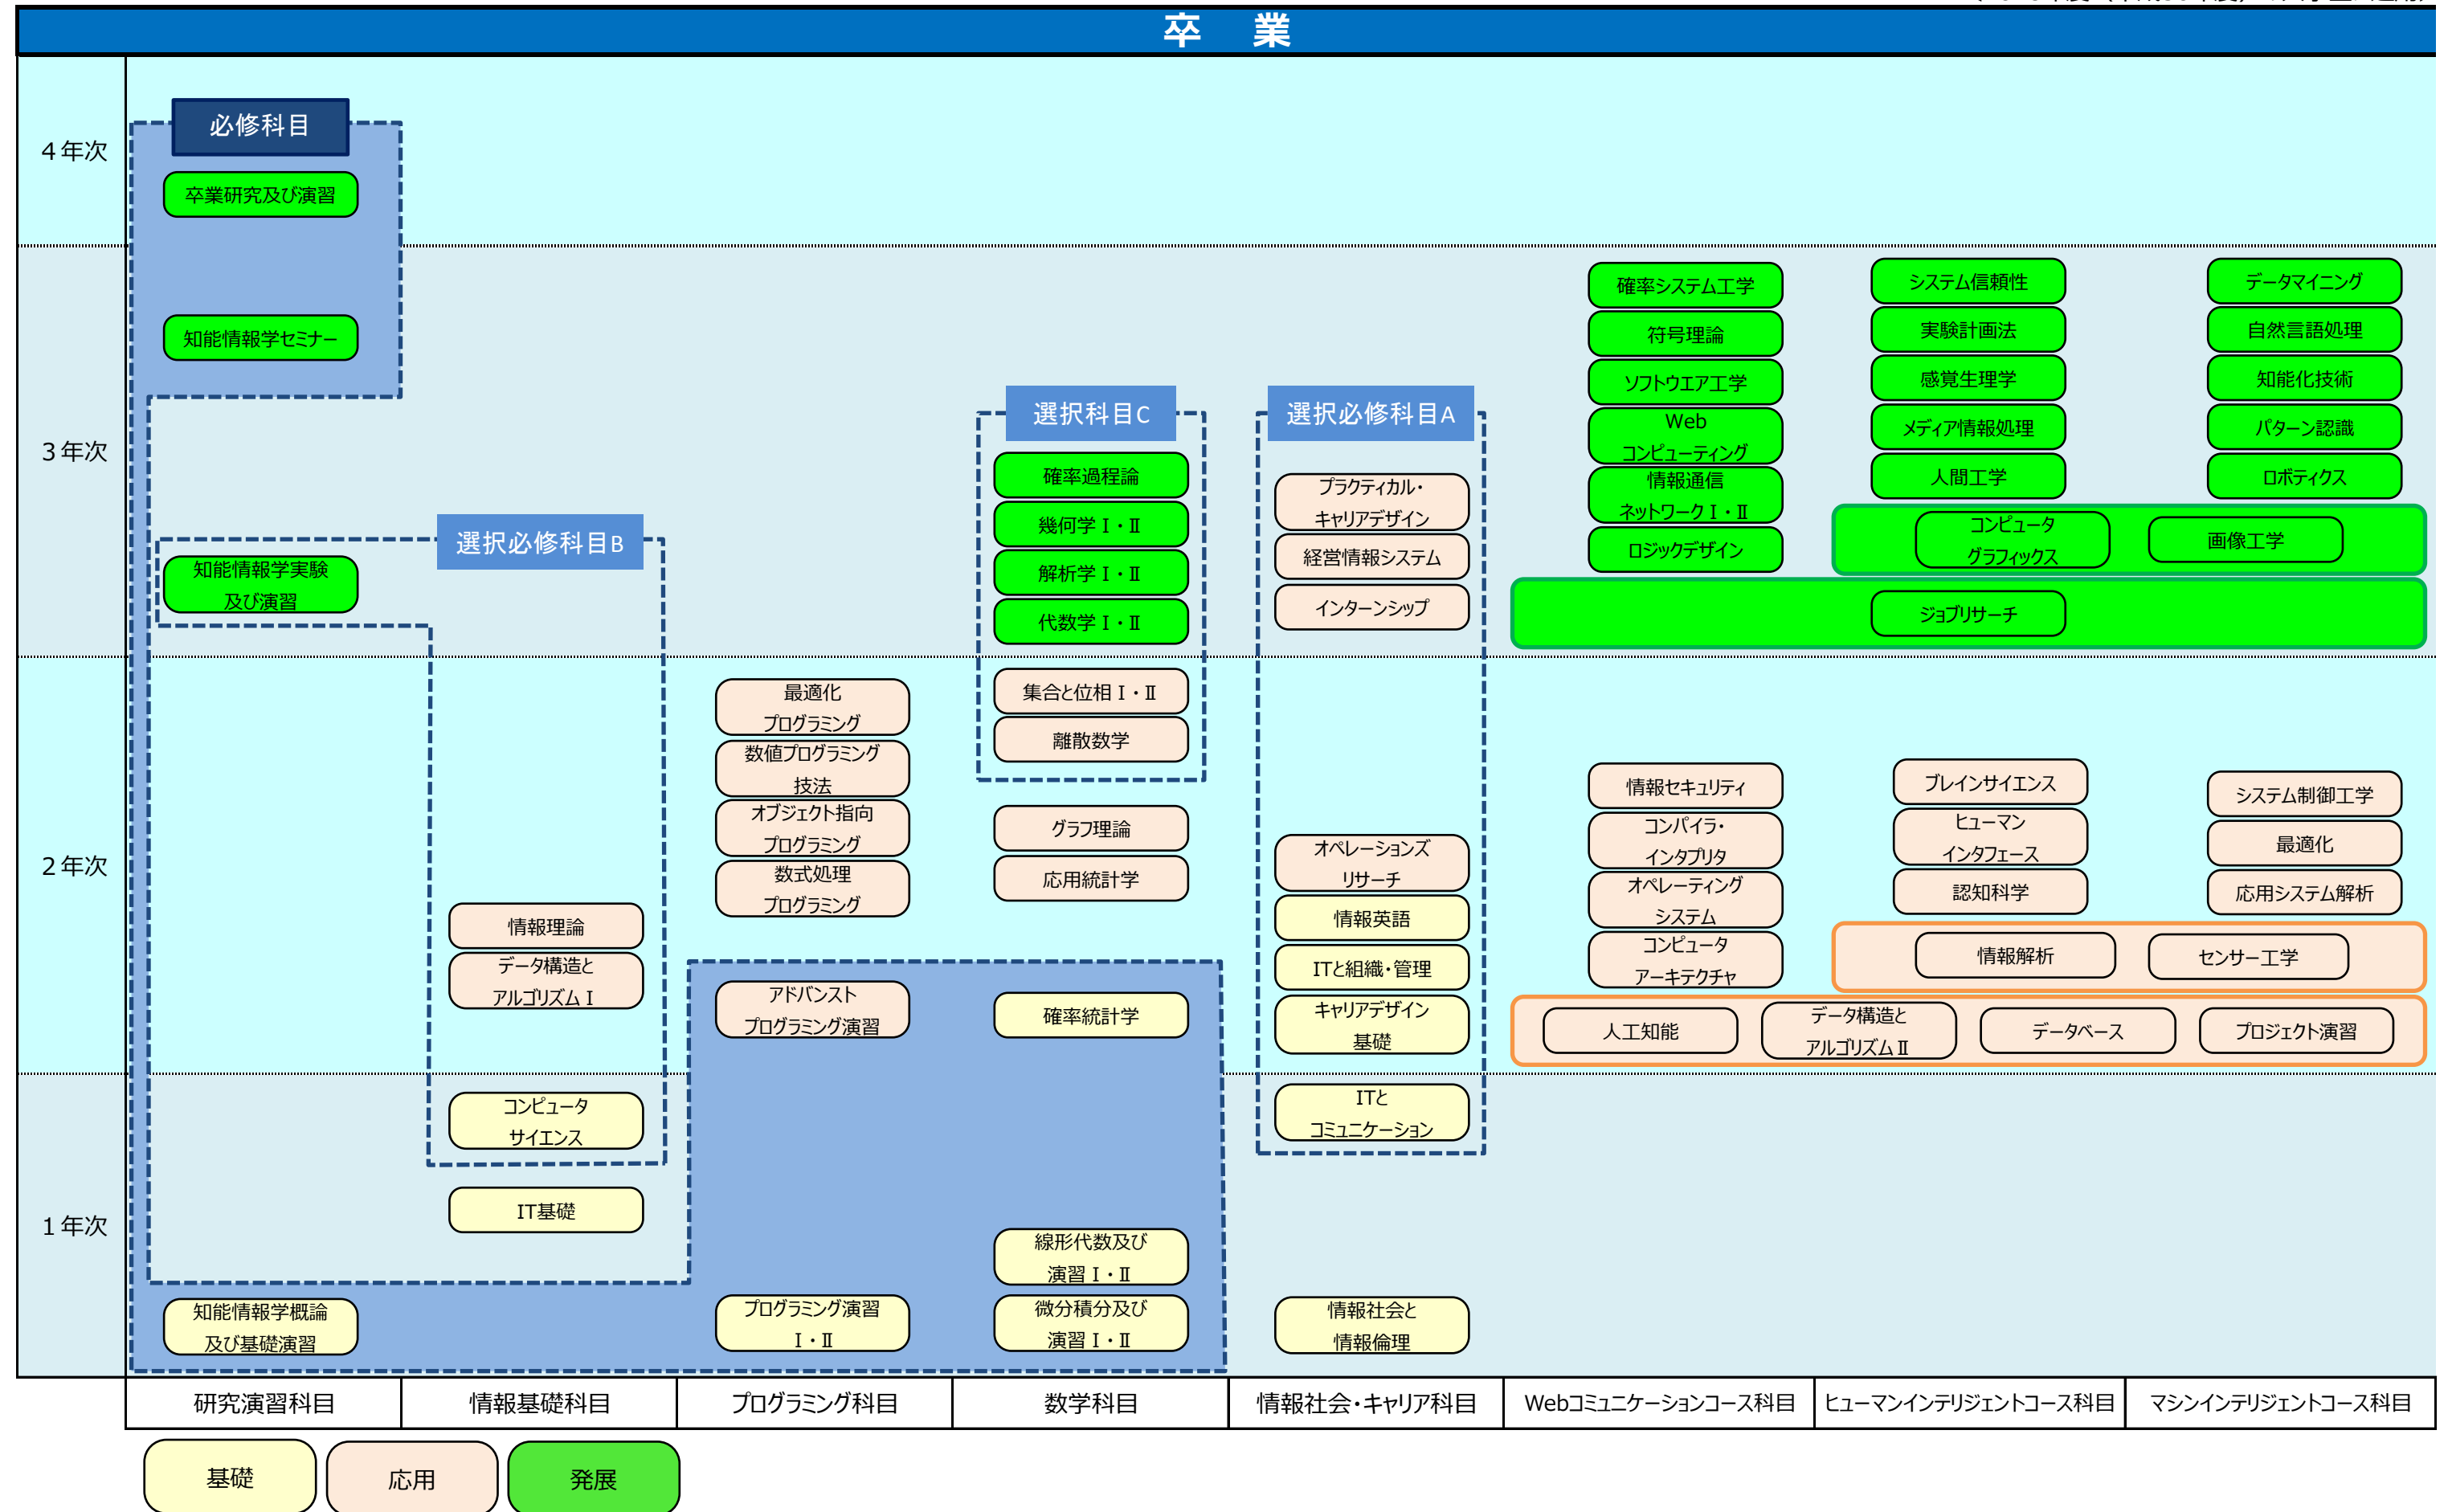 卒 業
4年次
必修科目
卒業研究及び演習
3年次
知能情報学セミナー
選択必修科目B
知能情報学実験
及び演習
選択科目C
確率過程論
幾何学Ⅰ・Ⅱ
解析学Ⅰ・Ⅱ
代数学Ⅰ・Ⅱ
選択必修科目A
プラクティカル・
キャリアデザイン
経営情報システム
インターンシップ
確率システム工学
符号理論
ソフトウエア工学
Web
コンピューティング
情報通信
ネットワークⅠ・Ⅱ
ロジックデザイン
システム信頼性
実験計画法
感覚生理学
メディア情報処理
人間工学
データマイニング
自然言語処理
知能化技術
パターン認識
ロボティクス
コンピュータ
グラフィックス
画像工学
ジョブリサーチ
2年次
情報理論
データ構造と
アルゴリズムⅠ
最適化
プログラミング
数値プログラミング
技法
オブジェクト指向
プログラミング
数式処理
プログラミング
アドバンスト
プログラミング演習
集合と位相Ⅰ・Ⅱ
離散数学
グラフ理論
応用統計学
確率統計学
オペレーションズ
リサーチ
情報英語
ITと組織・管理
キャリアデザイン
基礎
情報セキュリティ
コンパイラ・
インタプリタ
オペレーティング
システム
コンピュータ
アーキテクチャ
ブレインサイエンス
ヒューマン
インタフェース
認知科学
システム制御工学
最適化
応用システム解析
情報解析
センサー工学
人工知能
データ構造と
アルゴリズムⅡ
データベース
プロジェクト演習
1年次
コンピュータ
サイエンス
IT基礎
ITと
コミュニケーション
線形代数及び
演習Ⅰ・Ⅱ
知能情報学概論
及び基礎演習
プログラミング演習
Ⅰ・Ⅱ
微分積分及び
演習Ⅰ・Ⅱ
情報社会と
情報倫理
研究演習科目
情報基礎科目
プログラミング科目
数学科目
情報社会・キャリア科目
Webコミュニケーションコース科目
ヒューマンインテリジェントコース科目
マシンインテリジェントコース科目
基礎
応用
発展